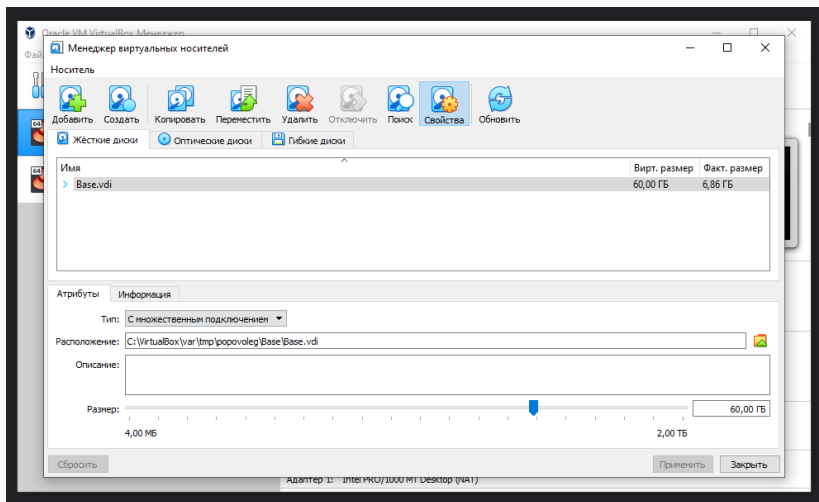 Oracle VM VirtualBox Менеджер
Менеджер виртуальных носителей
Фай
Носитель
Добавить Создать Копировать Переместить Удалить Отключить Поиск Свойства Обновить
64
Жёсткие диски Оптические диски Гибкие диски
Имя Вирт. размер Факт. размер
64
Base.vdi 60,00 ГБ 6,86 ГБ
Атрибуты Информация
Тип: С множественным подключением
Расположение: C:\VirtualBox\var\tmp\popovoleg\Base\Base.vdi
Описание:
Размер: 60,00 ГБ
4,00 МБ 2,00 ТБ
Сбросить Применить Закрыть
Адаптер 1: Intel PRO/1000 MT Desktop (NAT)